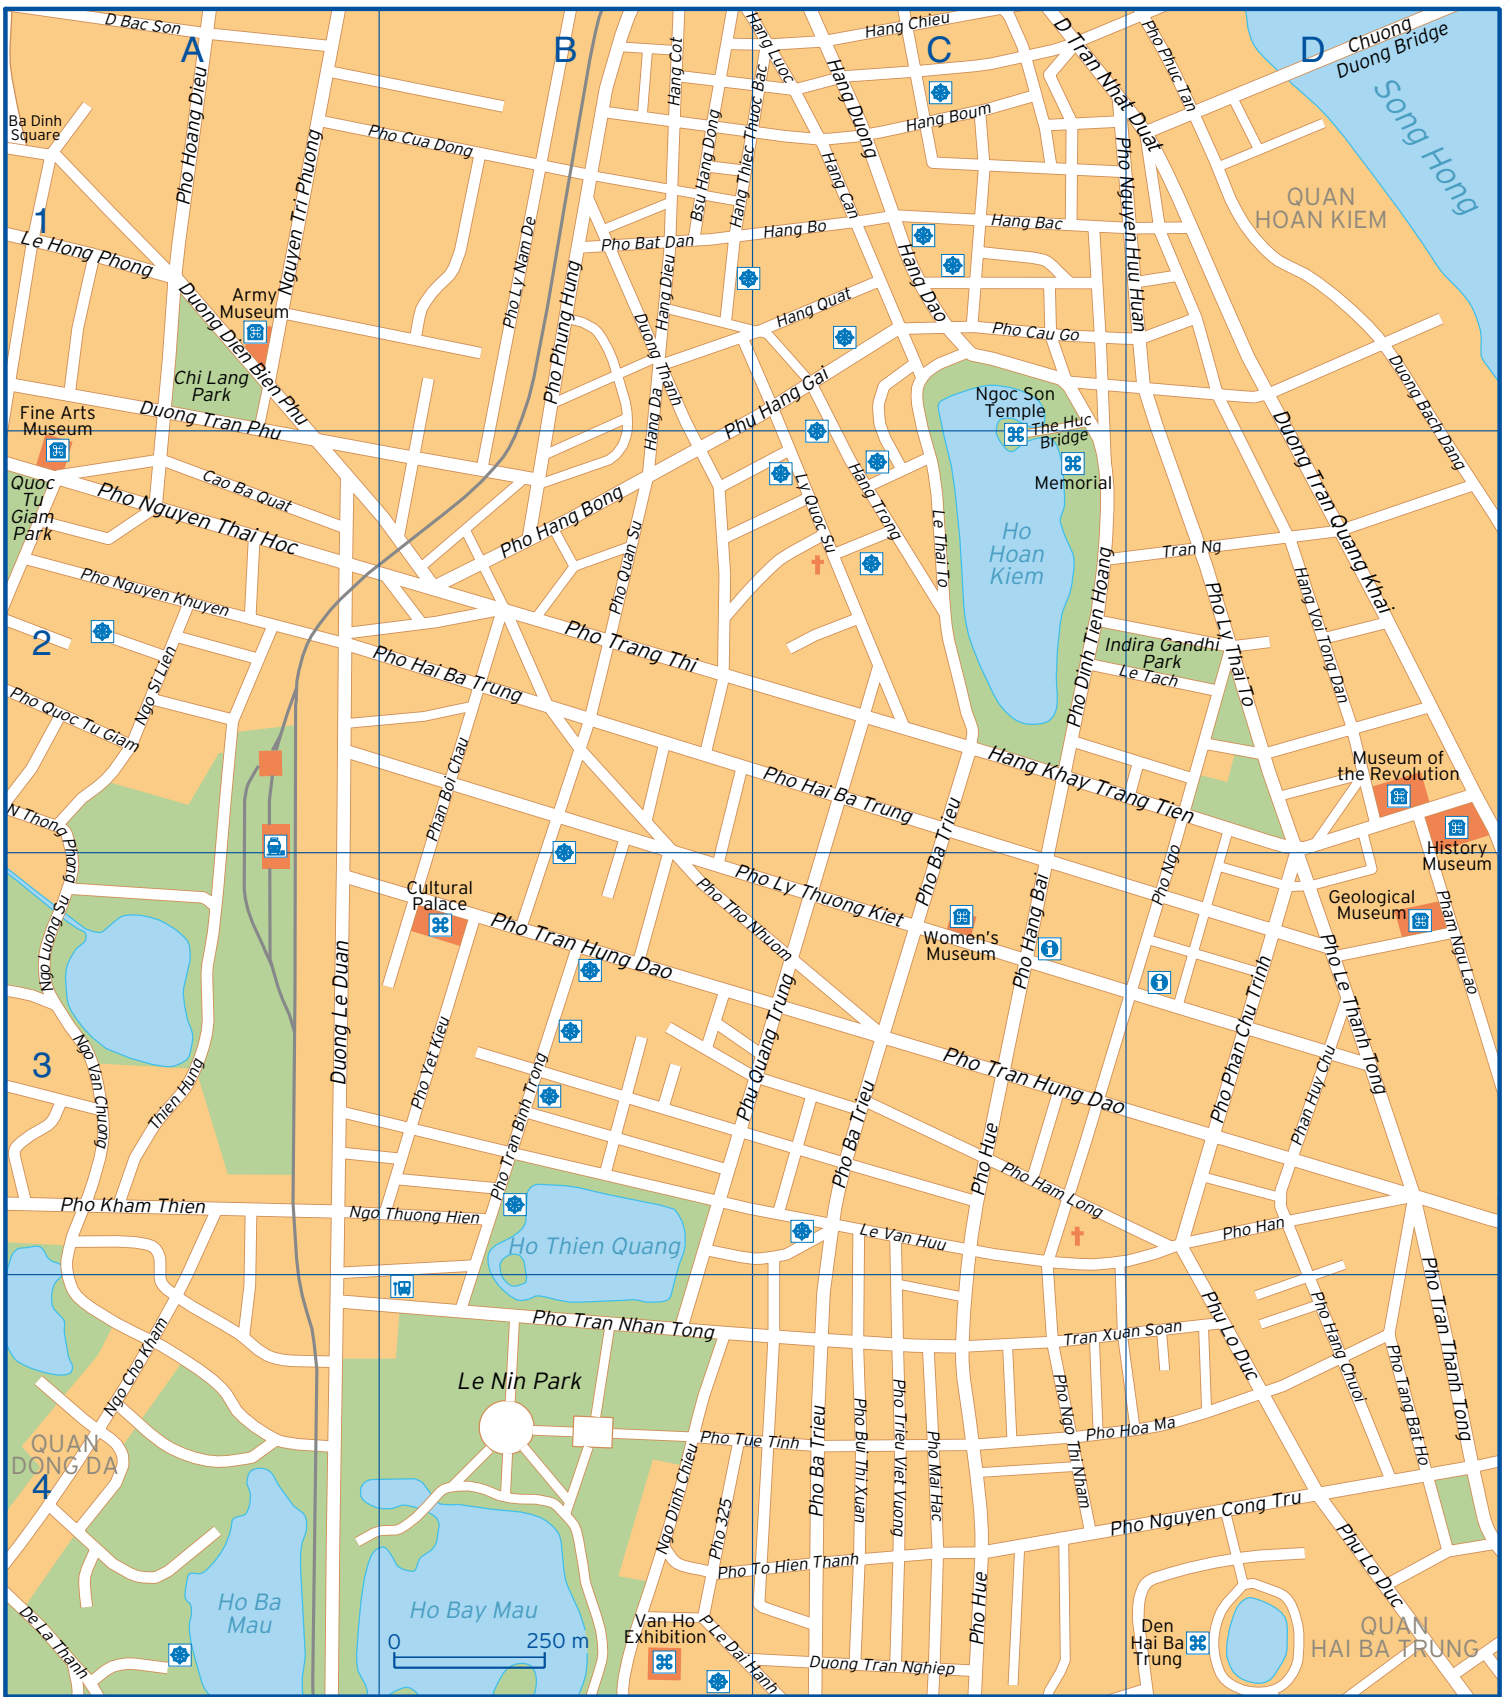 D Bac Son
A
B
C
D
Hang Cot
Hang Luoc
Hang Chieu
D Tran Nhat Duat
Pho Phuc Tan
Chuong
Duong Bridge
Song Hong
Pho Hoang Dieu
Ba Dinh
Square
Nguyen Tri Phuong
Pho Cua Dong
Bsu Hang Dong
Hang Thiec Thuoc Bac
Hang Duong
Hang Boum
Hang Can
Pho Nguyen Huu Huan
QUAN
HOAN KIEM
1
Le Hong Phong
Pho Ly Nam De
Pho Phung Hung
Pho Bat Dan
Hang Bo
Hang Bac
Hang Dao
Hang Dieu
Army
Museum
Duong Dien Bien Phu
Hang Quat
Pho Cau Go
Duong Thanh
Chi Lang
Park
Hang Da
Phu Hang Gai
Duong Bach Dang
Fine Arts
Museum
Duong Tran Phu
Ngoc Son
Temple
The Huc
Bridge
Memorial
Duong Tran Quang Khai
Quoc
Tu
Giam
Park
Cao Ba Quat
Pho Nguyen Thai Hoc
Pho Hang Bong
Pho Quan Su
Ly Quoc Su
Hang Trong
Le Thai To
Ho
Hoan
Kiem
Tran Ng
Pho Dinh Tien Hoang
Pho Ly Thai To
Hang Voi Tong Dan
Pho Nguyen Khuyen
2
Pho Trang Thi
Pho Hai Ba Trung
Indira Gandhi
Park
Le Tach
Ngo Si Lien
Pho Quoc Tu Giam
Phan Boi Chau
Hang Khay Trang Tien
Museum of
the Revolution
Pho Hai Ba Trung
N Thong Phong
Pho Ba Trieu
Pho Ngo
History
Museum
Cultural
Palace
Pho Ly Thuong Kiet
Pho Tho Nhuom
Pho Hang Bai
Women's
Museum
Geological
Museum
Pham Ngu Lao
Ngo Luong Su
Pho Tran Hung Dao
Pho Le Thanh Tong
Pho Phan Chu Trinh
Duong Le Duan
Phu Quang Trung
3
Ngo Van Chuong
Thien Hung
Pho Yet Kieu
Pho Tran Binh Trong
Pho Ba Trieu
Pho Tran Hung Dao
Phan Huy Chu
Pho Hue
Pho Ham Long
Pho Kham Thien
Ngo Thuong Hien
Ho Thien Quang
Le Van Huu
Pho Han
Pho Tran Nhan Tong
Tran Xuan Soan
Phu Lo Duc
Pho Hang Chuoi
Pho Tran Thanh Tong
Ngo Cho Kham
Le Nin Park
Pho Tang Bat Ho
QUAN
DONG DA
4
Pho Tue Tinh
Pho Ba Trieu
Pho Bui Thi Xuan
Pho Trieu Viet Vuong
Pho Mai Hac
Pho Ngo Thi Nham
Pho Hoa Ma
Ngo Dinh Chieu
Pho 325
Pho Nguyen Cong Tru
Pho To Hien Thanh
Phu Lo Duc
Ho Ba
Mau
Ho Bay Mau
0
250 m
Van Ho
Exhibition
P Le Dai Hanh
Pho Hue
Duong Tran Nghiep
Den
Hai Ba
Trung
QUAN
HAI BA TRUNG
De La Thanh